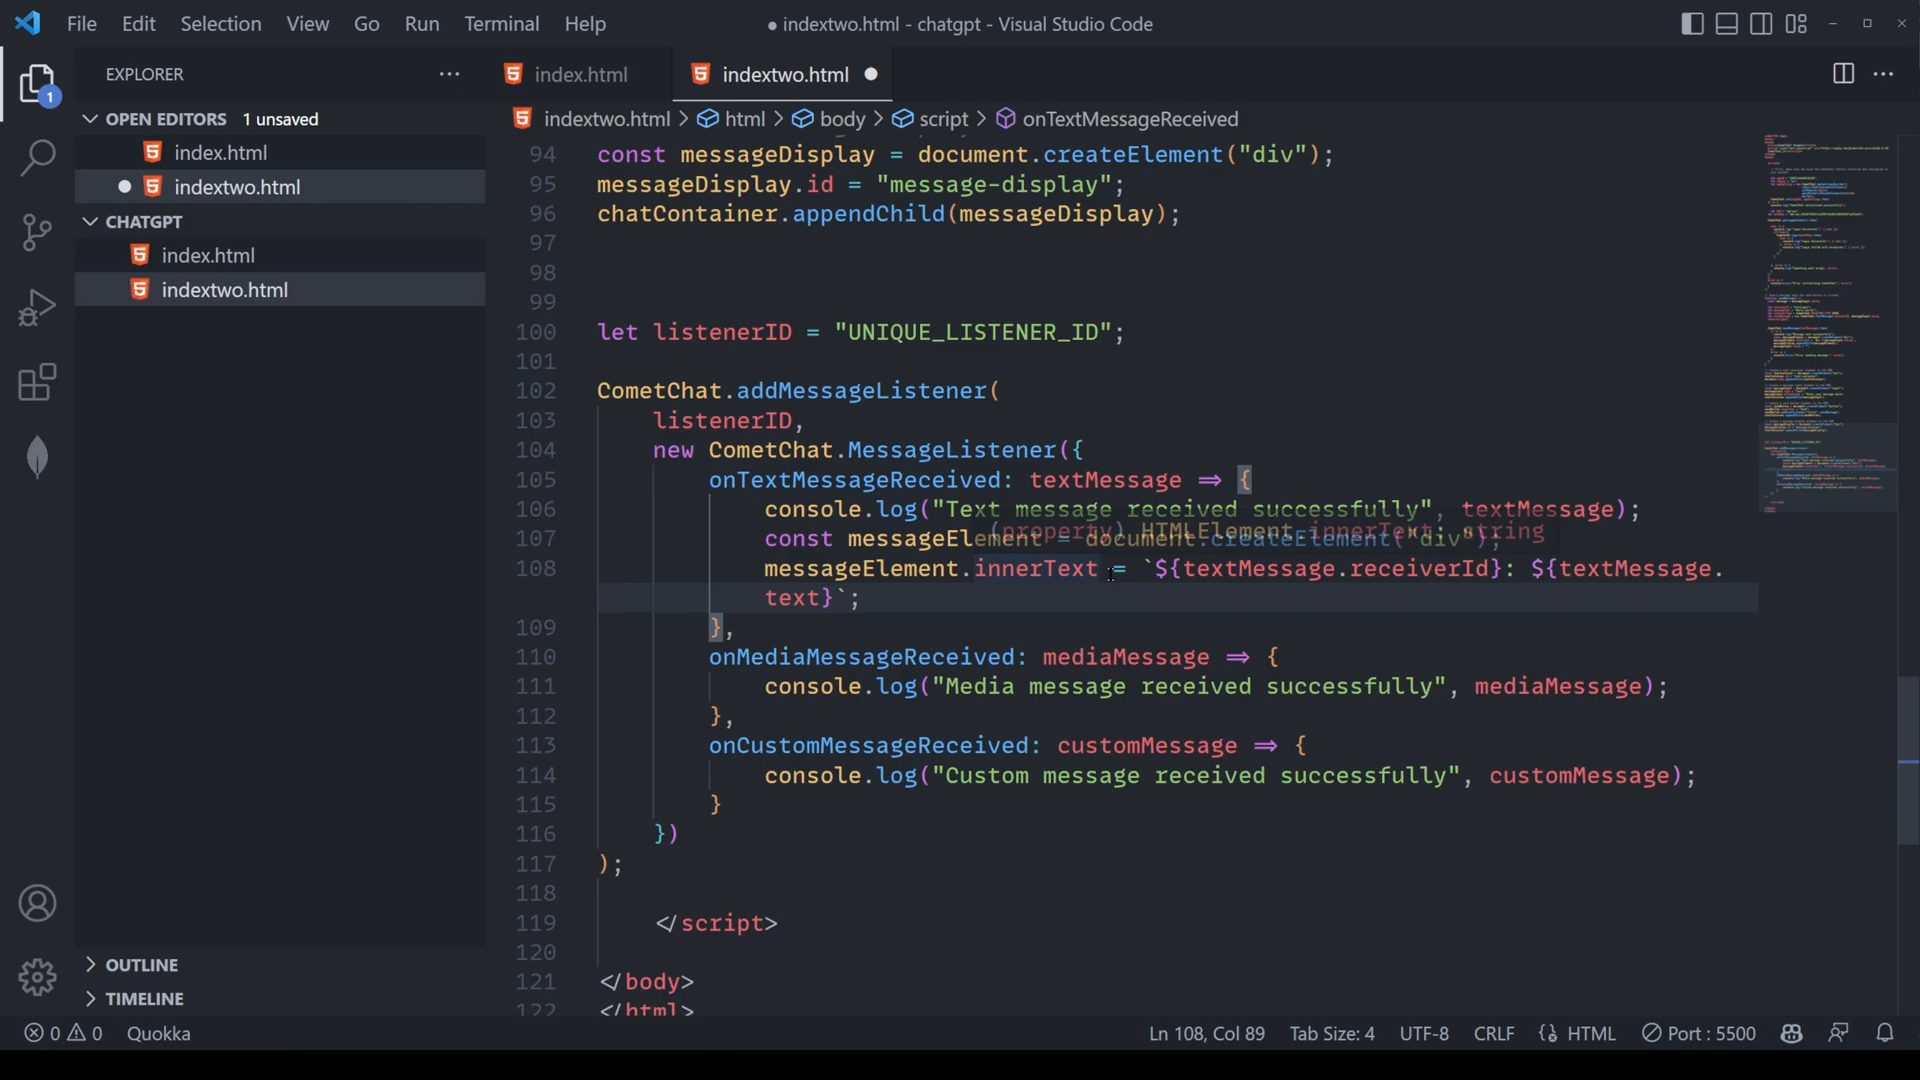 File Edit Selection View Go Run Terminal Help
● indextwo.html - chatgpt - Visual Studio Code
EXPLORER
index.html
indextwo.html
OPEN EDITORS 1 unsaved
index.html
indextwo.html
CHATGPT
index.html
indextwo.html
OUTLINE
TIMELINE
1
indextwo.html > html > body > script > onTextMessageReceived
94 const messageDisplay = document.createElement("div");
95 messageDisplay.id = "message-display";
96 chatContainer.appendChild(messageDisplay);
97
98
99
100 let listenerID = "UNIQUE_LISTENER_ID";
101
102 CometChat.addMessageListener(
103 listenerID,
104 new CometChat.MessageListener({
105 onTextMessageReceived: textMessage => {
106 console.log("Text message received successfully", textMessage);
(property) HTMLElement.innerText: string
107 const messageElement = document.createElement("div");
108 messageElement.innerText = `${textMessage.receiverId}: ${textMessage.
text}`;
109 },
110 onMediaMessageReceived: mediaMessage => {
111 console.log("Media message received successfully", mediaMessage);
112 },
113 onCustomMessageReceived: customMessage => {
114 console.log("Custom message received successfully", customMessage);
115 }
116 })
117 );
118
119 </script>
120
121 </body>
122 </html>
0 0 Quokka
Ln 108, Col 89 Tab Size: 4 UTF-8 CRLF HTML Port : 5500